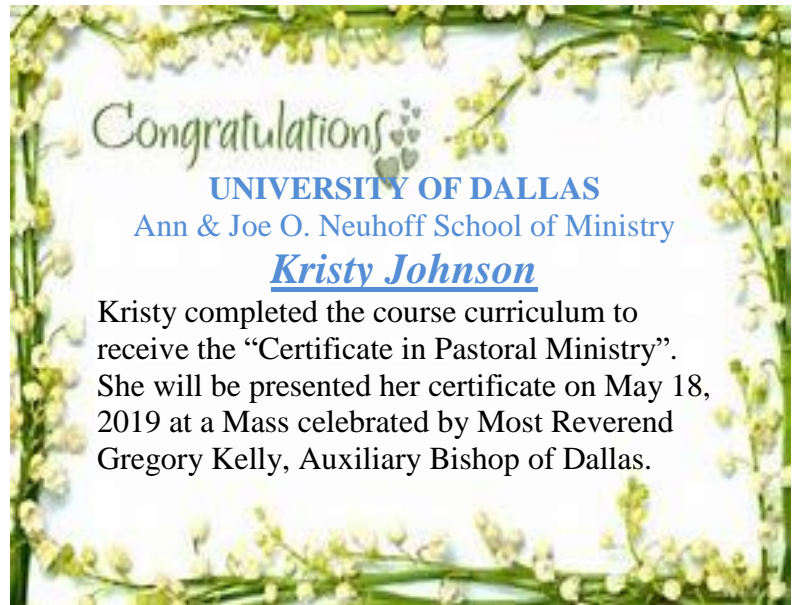 Congratulations
UNIVERSITY OF DALLAS
Ann & Joe O. Neuhoff School of Ministry
Kristy Johnson
Kristy completed the course curriculum to
receive the “Certificate in Pastoral Ministry”.
She will be presented her certificate on May 18,
2019 at a Mass celebrated by Most Reverend
Gregory Kelly, Auxiliary Bishop of Dallas.